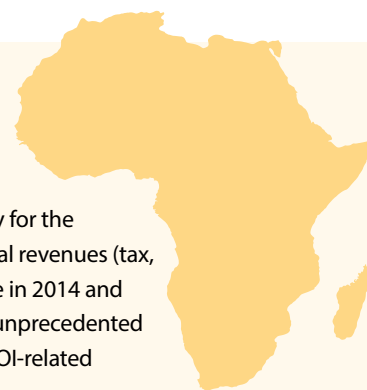 y for the
al revenues (tax,
e in 2014 and
unprecedented
OI-related